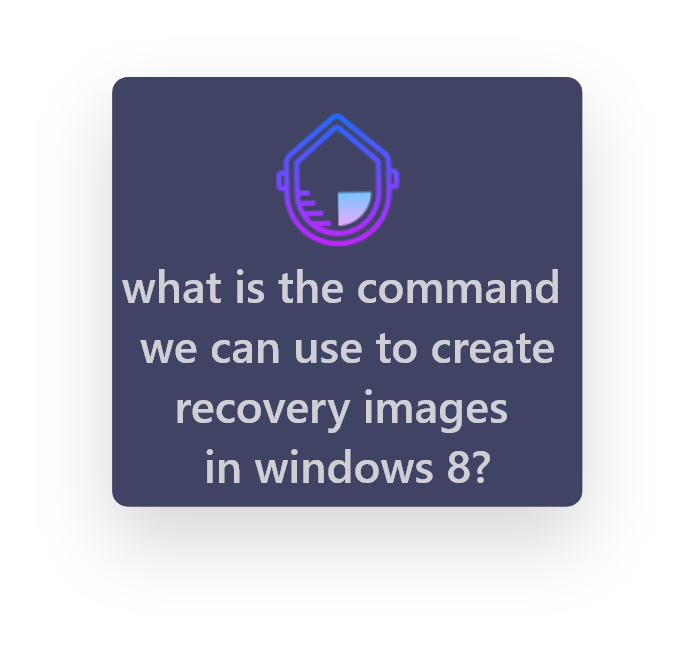 what is the command
we can use to create
recovery images
in windows 8?